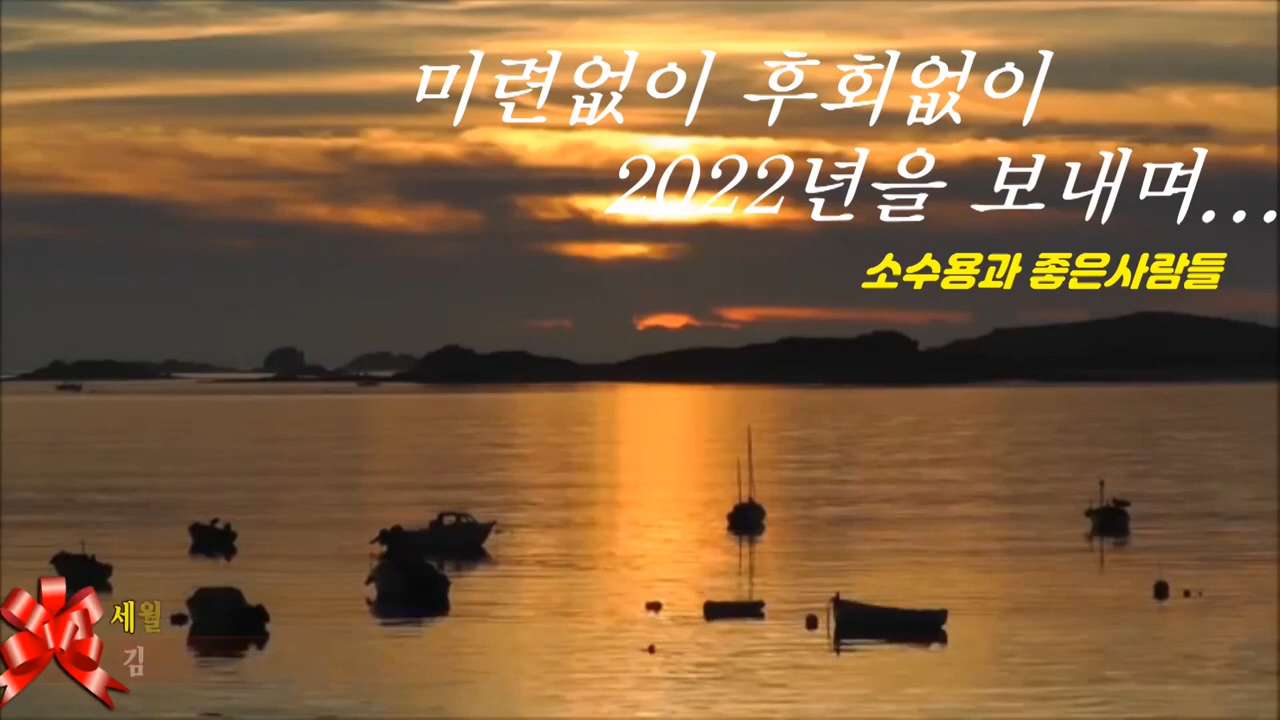 미련없이 후회없이
2022년을 보내며...
소수용과 좋은사람들
세월
김